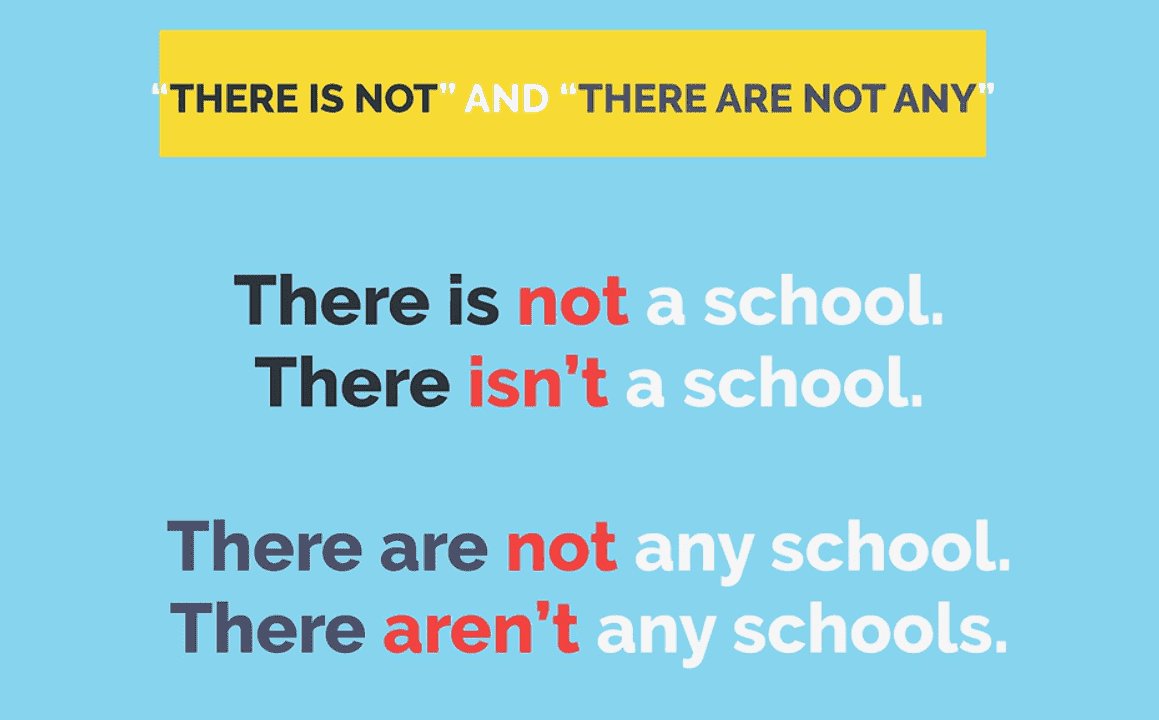 “THERE IS NOT” AND “THERE ARE NOT ANY”
There is not a school.
There isn’t a school.
There are not any school.
There aren’t any schools.